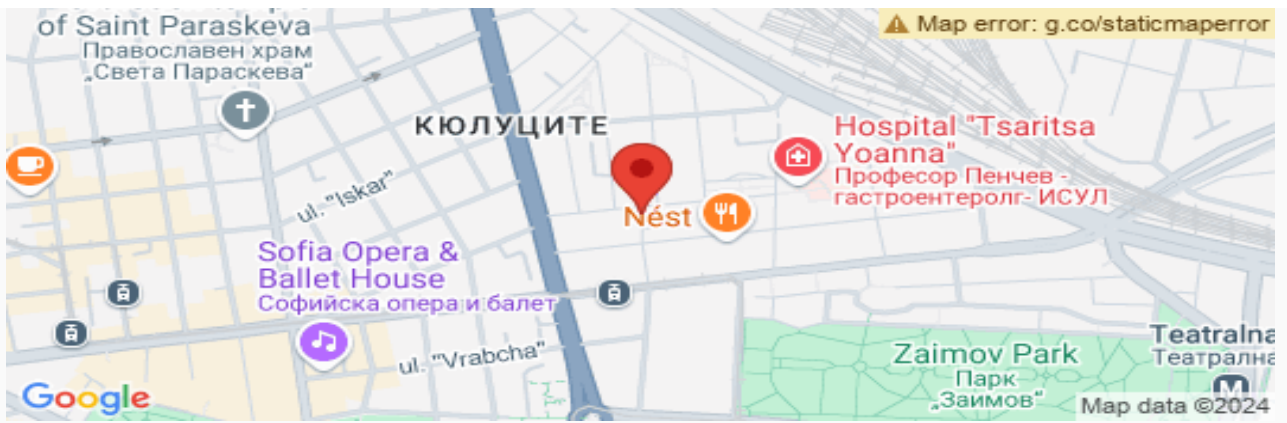 of Saint Paraskeva
Православен храм
„Света Параскева“
Map error: g.co/staticmaperror
КЮЛУЦИТЕ
Hospital "Tsaritsa
Yoanna"
Професор Пенчев -
гастроентеролг- ИСУЛ
ul. "Iskar"
Nést
Sofia Opera &
Ballet House
Софийска опера и балет
ul. "Vrabcha"
Zaimov Park
Парк
„Заимов“
Teatralna
Театрална
M
Google
Map data ©2024